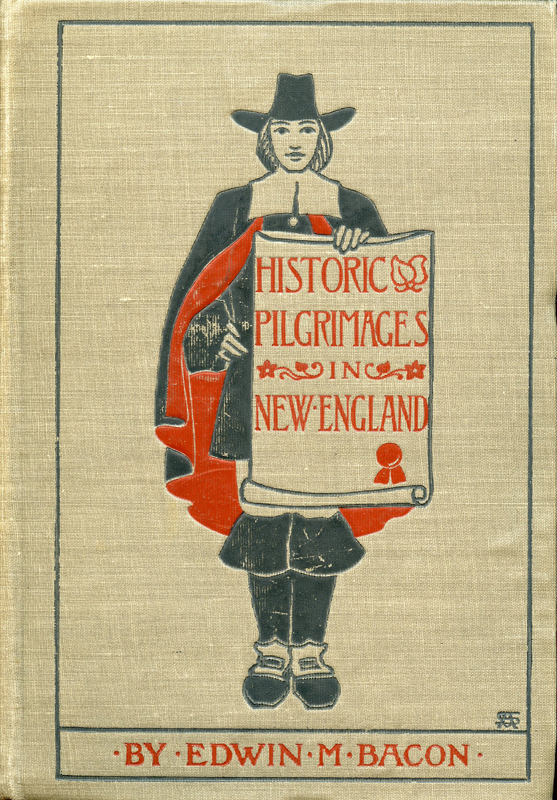 HISTORIC
PILGRIMAGES
IN
NEW·ENGLAND
·BY·EDWIN·M·BACON·